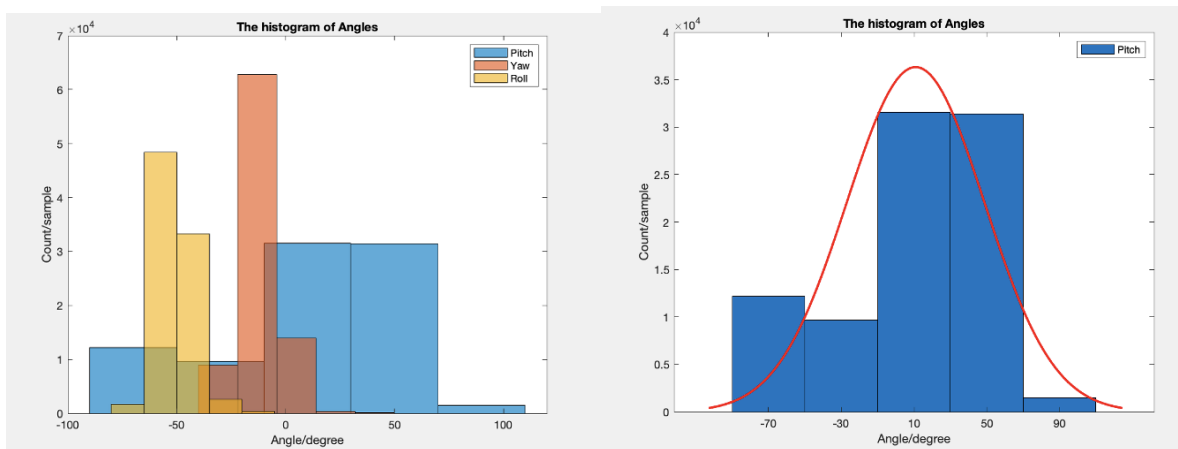 The histogram of Angles
×10⁴
7
6
5
4
3
2
1
0
Count/sample
-100
-50
0
50
100
Angle/degree
Pitch
Yaw
Roll
The histogram of Angles
×10⁴
4
3.5
3
2.5
2
1.5
1
0.5
0
Count/sample
-70
-30
10
50
90
Angle/degree
Pitch